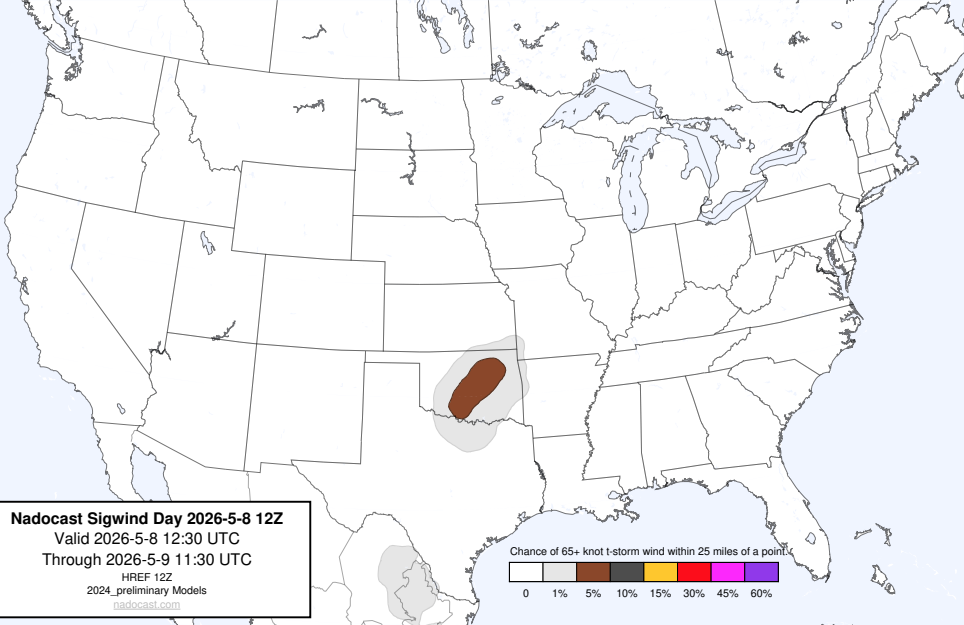 Nadocast Sigwind Day 2026-5-8 12Z
Valid 2026-5-8 12:30 UTC
Through 2026-5-9 11:30 UTC
HREF 12Z
2024_preliminary Models
nadocast.com
Chance of 65+ knot t-storm wind within 25 miles of a point.
0 1% 5% 10% 15% 30% 45% 60%